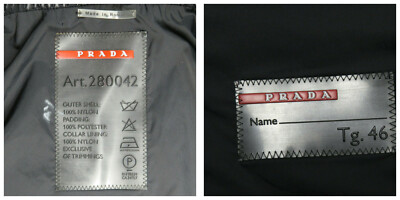 Made in
PRADA
Art.280042
OUTER SHELL:
100% NYLON
PADDING:
100% POLYESTER
COLLAR LINING:
100% NYLON
EXCLUSIVE
OF TRIMMINGS
P
PRADA
Name
Tg. 46